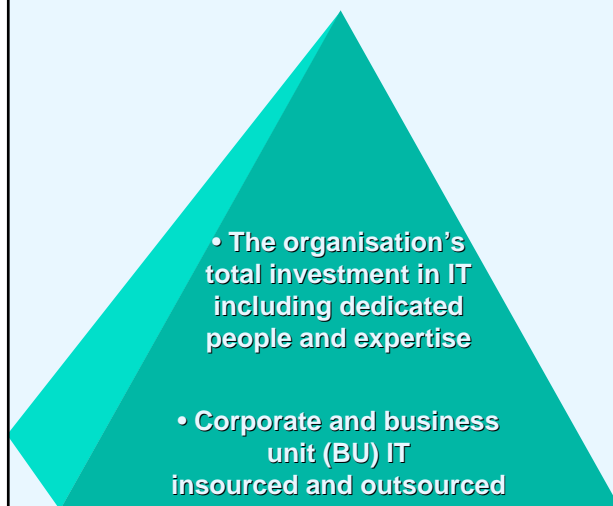 • The organisation’s
total investment in IT
including dedicated
people and expertise
• Corporate and business
unit (BU) IT
insourced and outsourced